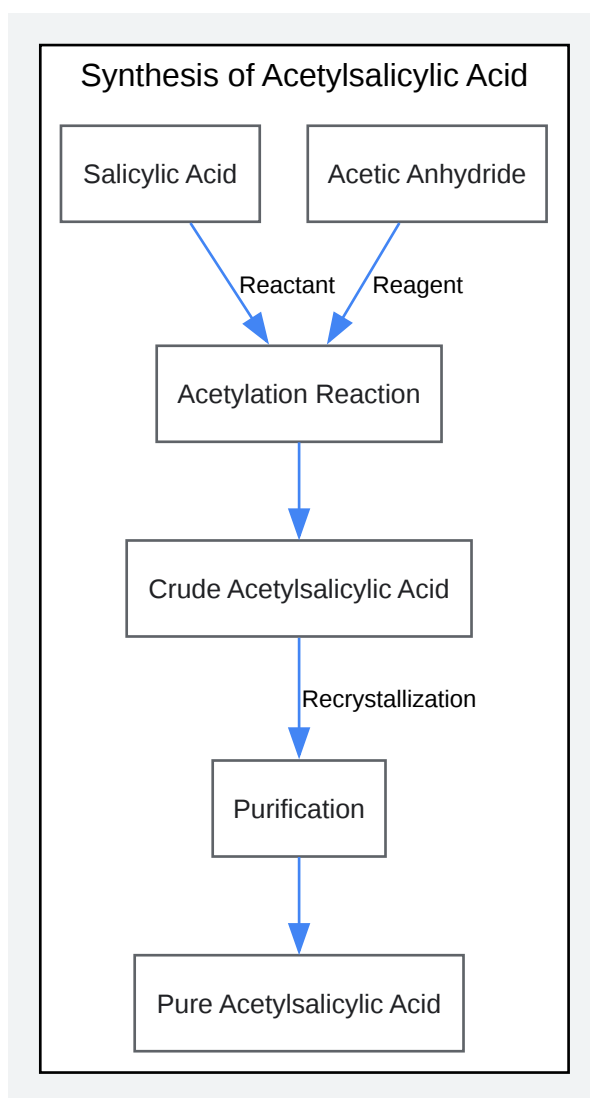 Synthesis of Acetylsalicylic Acid
Salicylic Acid
Acetic Anhydride
Reactant
Reagent
Acetylation Reaction
Crude Acetylsalicylic Acid
Recrystallization
Purification
Pure Acetylsalicylic Acid